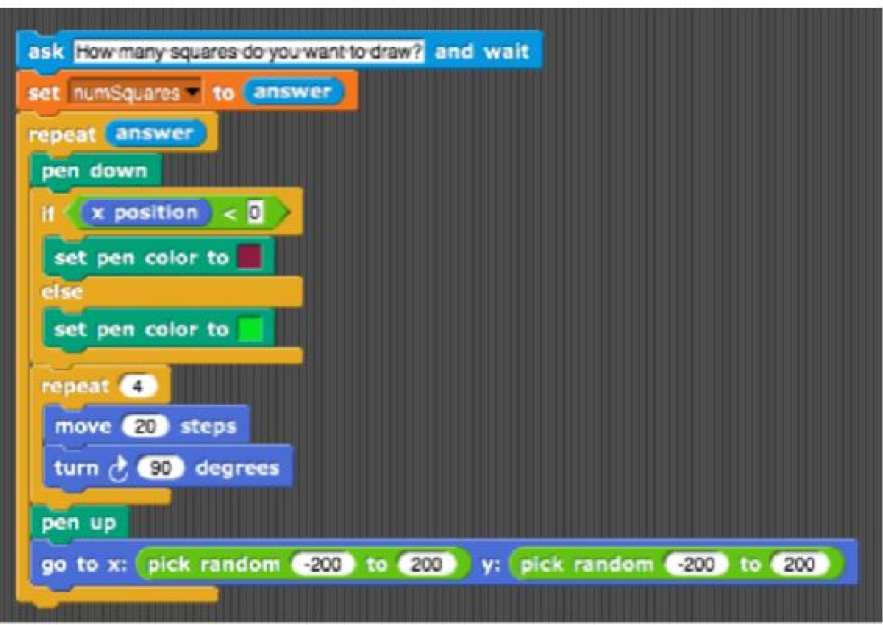 ask How many squares do you want to draw? and wait
set numSquares to answer
repeat answer
pen down
if x position < 0
set pen color to
else
set pen color to
repeat 4
move 20 steps
turn 90 degrees
pen up
go to x: pick random -200 to 200 y: pick random -200 to 200